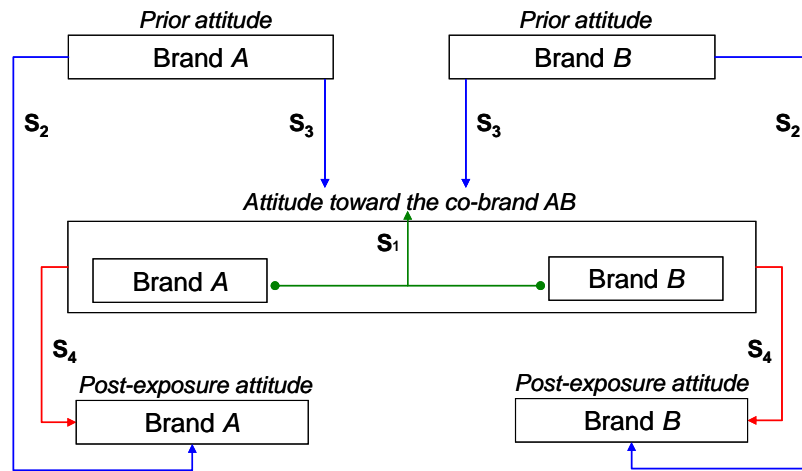 Prior attitude
Prior attitude
Brand A
Brand B
S2
S3
S3
S2
Attitude toward the co-brand AB
S1
Brand A
Brand B
S4
S4
Post-exposure attitude
Post-exposure attitude
Brand A
Brand B